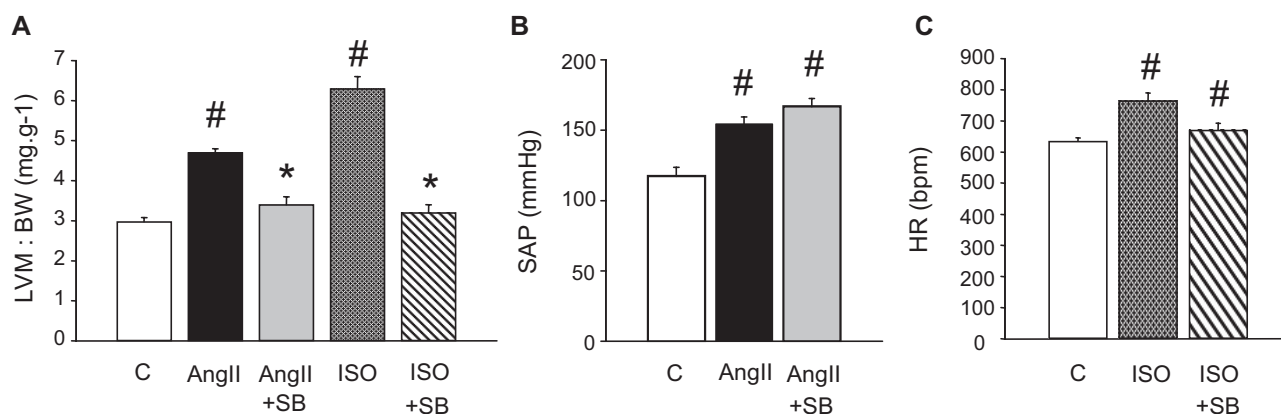 A
LVM : BW (mg.g-1)
7
6
5
4
3
2
1
0
#
*
#
*
C
AngII
AngII
+SB
ISO
ISO
+SB
B
SAP (mmHg)
200
150
100
50
0
#
#
C
AngII
AngII
+SB
C
HR (bpm)
900
800
700
600
500
400
300
200
100
0
#
#
C
ISO
ISO
+SB